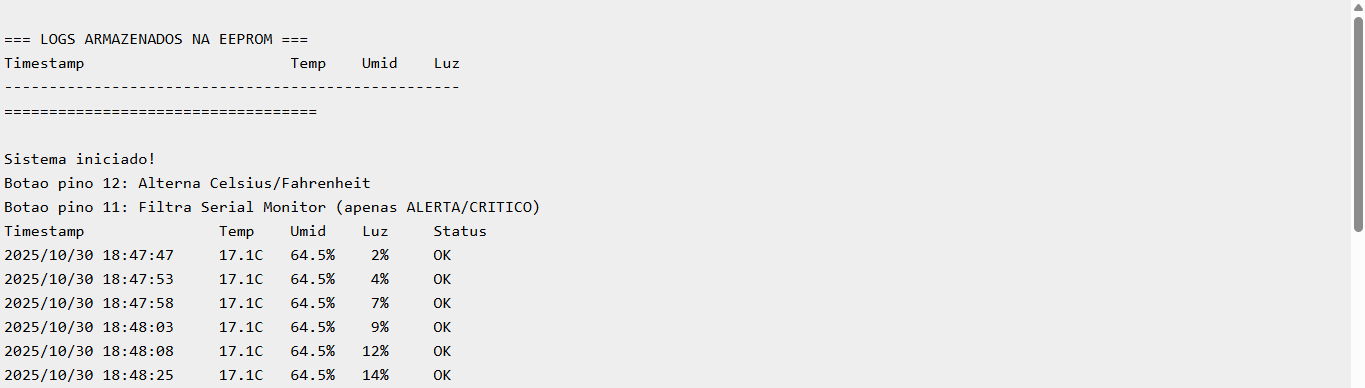 === LOGS ARMAZENADOS NA EEPROM ===
Timestamp                       Temp    Umid    Luz
---------------------------------------------------
===================================
Sistema iniciado!
Botao pino 12: Alterna Celsius/Fahrenheit
Botao pino 11: Filtra Serial Monitor (apenas ALERTA/CRITICO)
Timestamp               Temp    Umid    Luz     Status
2025/10/30 18:47:47     17.1C   64.5%    2%     OK
2025/10/30 18:47:53     17.1C   64.5%    4%     OK
2025/10/30 18:47:58     17.1C   64.5%    7%     OK
2025/10/30 18:48:03     17.1C   64.5%    9%     OK
2025/10/30 18:48:08     17.1C   64.5%   12%     OK
2025/10/30 18:48:25     17.1C   64.5%   14%     OK